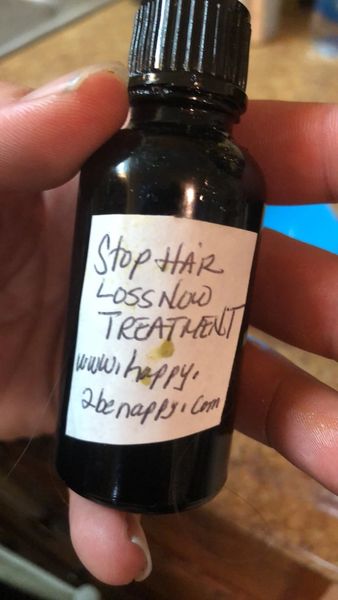 STOP HAIR
LOSS NOW
TREATMENT
www.happy.
2benappy.com